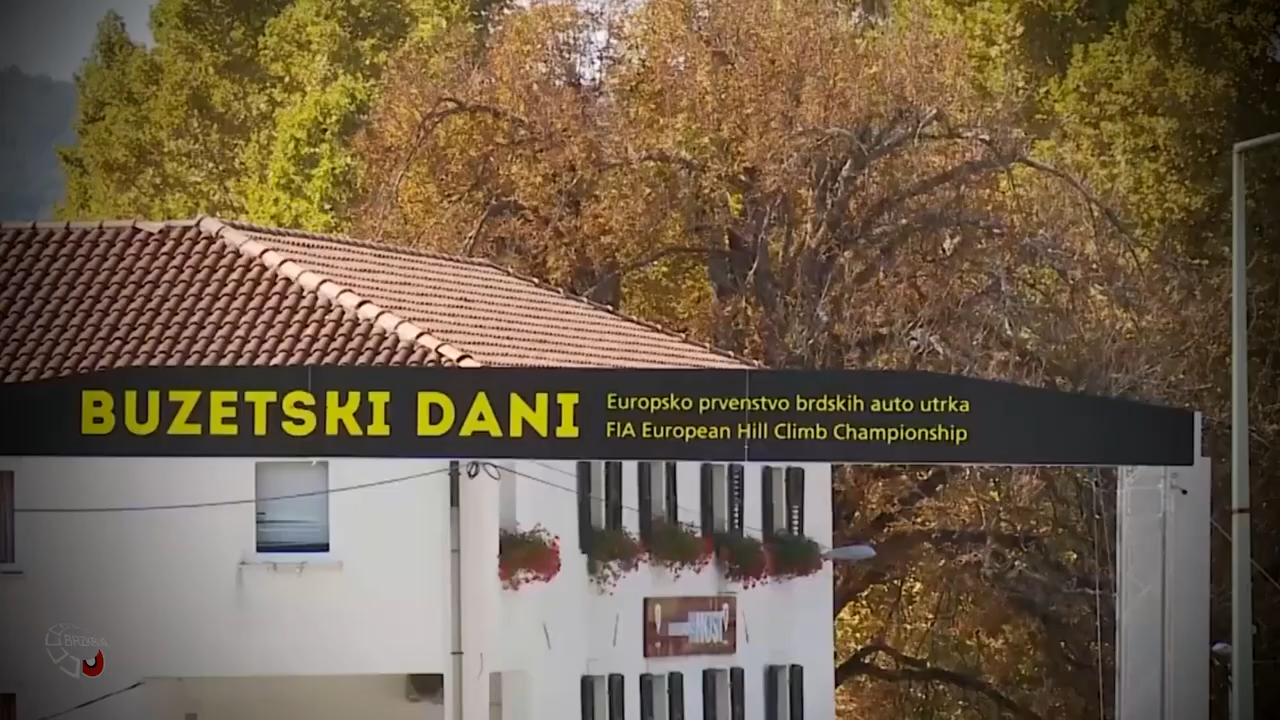 BUZETSKI DANI
Europsko prvenstvo brdskih auto utrka
FIA European Hill Climb Championship